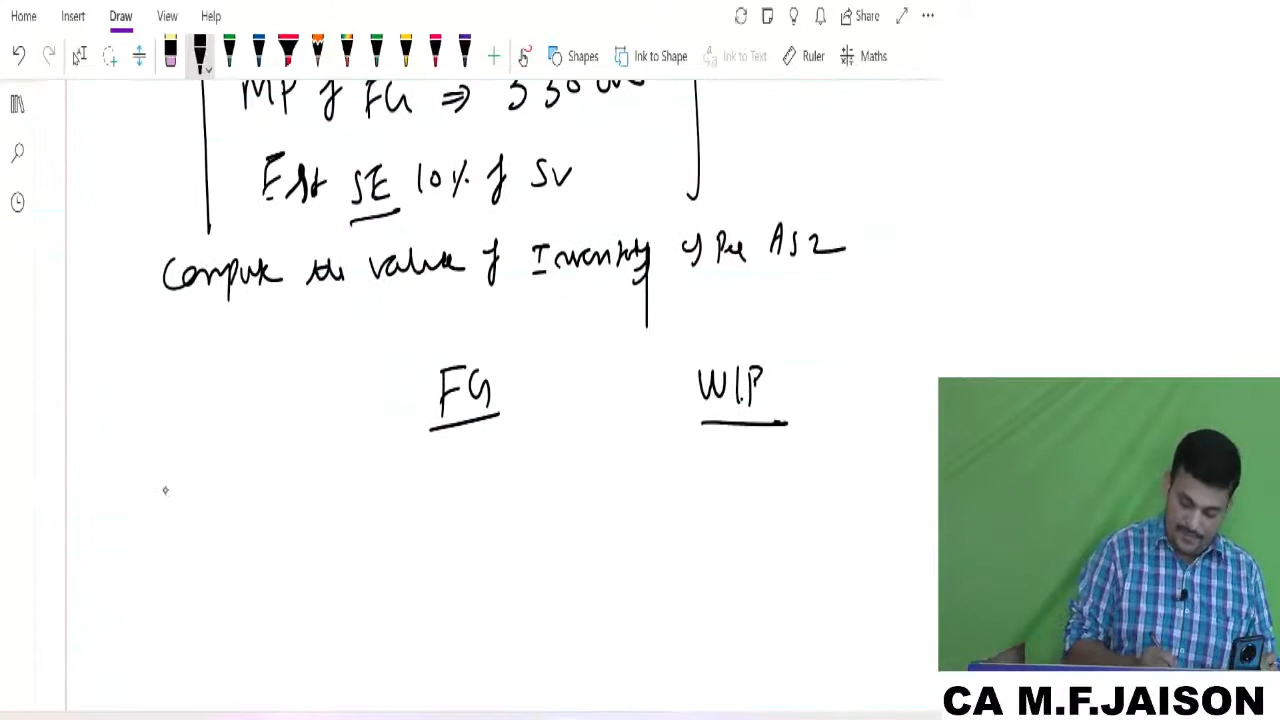 Home Insert Draw View Help
Share
Shapes Ink to Shape Ink to Text Ruler Maths
MP of FG ⇒
Est SE 10% of SV
Compute the value of Inventory as per AS 2
FG W.I.P
CA M.F.JAISON